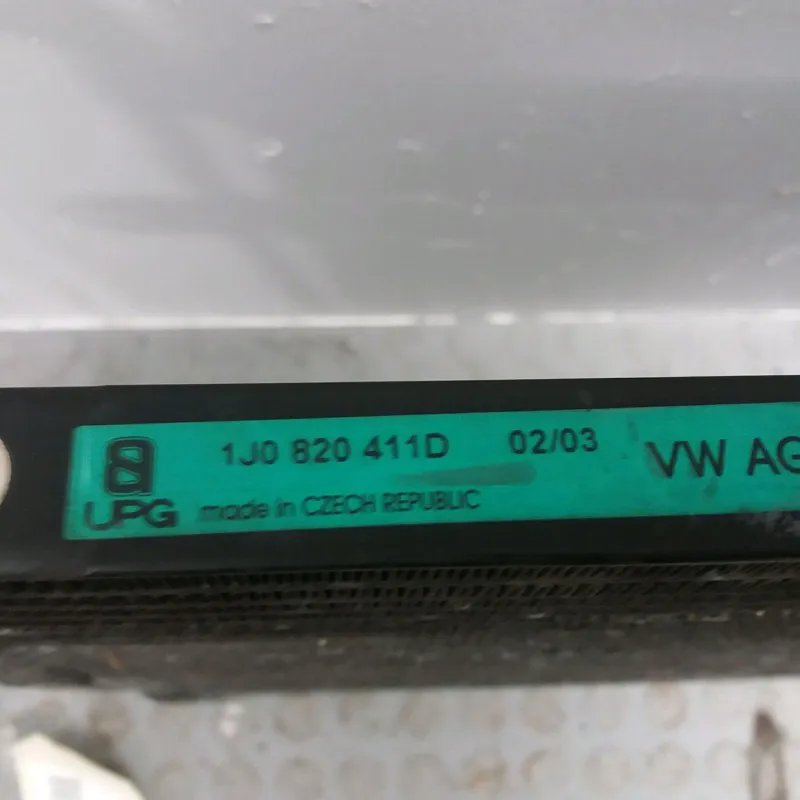 1J0 820 411D 02/03 VW AG
UPG made in CZECH REPUBLIC